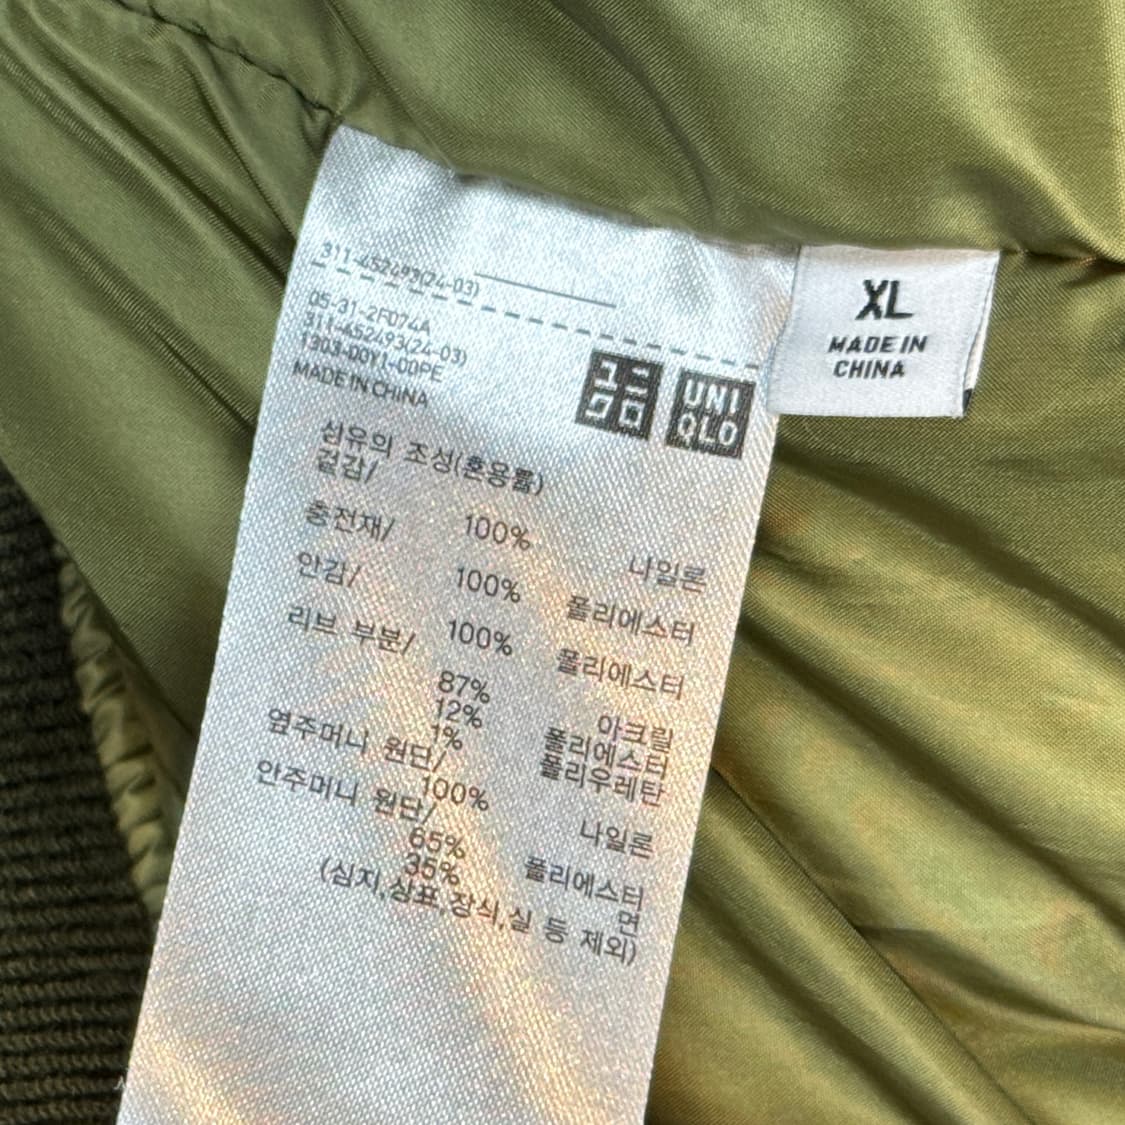 311-452493(24-03)
05-31-2F074A
311-452493(24-03)
1303-00Y1-00PE
MADE IN CHINA
ユニクロ
UNI
QLO
XL
MADE IN
CHINA
섬유의 조성(혼용률)
겉감/
100% 나일론
충전재/
100% 폴리에스터
안감/
100% 폴리에스터
리브 부분/
87% 아크릴
12% 폴리에스터
1% 폴리우레탄
옆주머니 원단/
100% 나일론
안주머니 원단/
65% 폴리에스터
35% 면
(심지,상표,장식,실 등 제외)